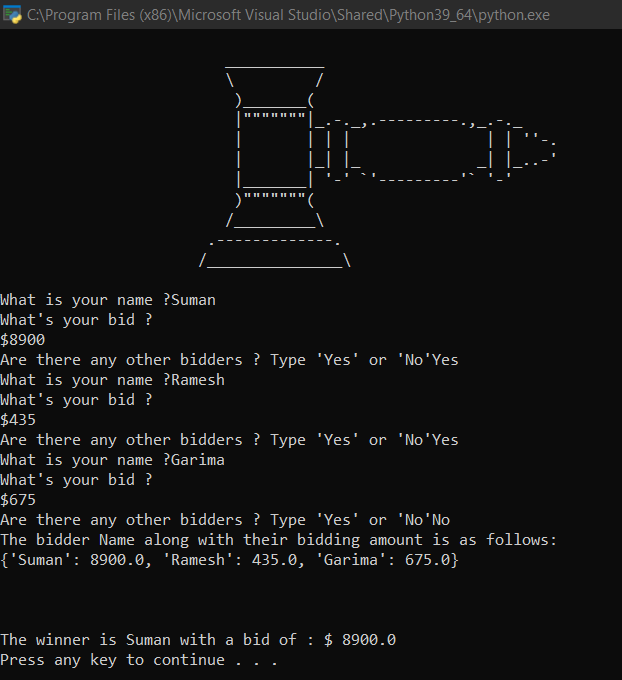 C:\Program Files (x86)\Microsoft Visual Studio\Shared\Python39_64\python.exe
What is your name ?Suman
What's your bid ?
$8900
Are there any other bidders ? Type 'Yes' or 'No'Yes
What is your name ?Ramesh
What's your bid ?
$435
Are there any other bidders ? Type 'Yes' or 'No'Yes
What is your name ?Garima
What's your bid ?
$675
Are there any other bidders ? Type 'Yes' or 'No'No
The bidder Name along with their bidding amount is as follows:
{'Suman': 8900.0, 'Ramesh': 435.0, 'Garima': 675.0}
The winner is Suman with a bid of : $ 8900.0
Press any key to continue . . .